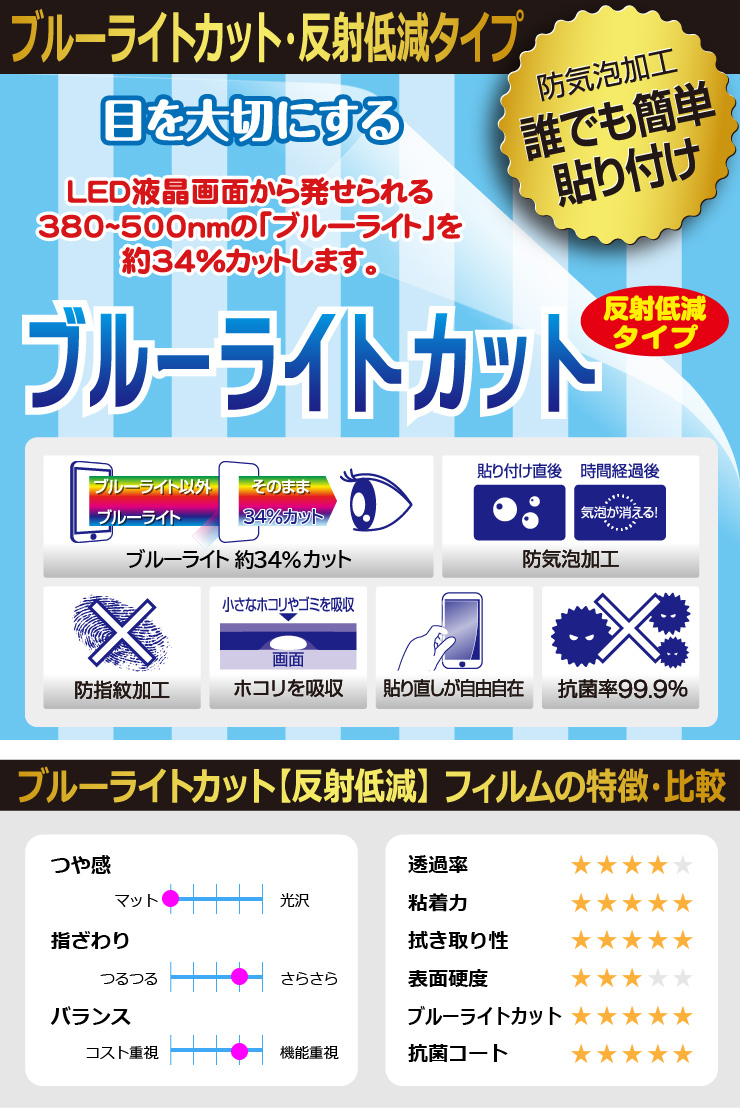 ブルーライトカット・反射低減タイプ
防気泡加工
誰でも簡単
貼り付け
目を大切にする
LED液晶画面から発せられる
380~500nmの「ブルーライト」を
約34%カットします。
反射低減
タイプ
ブルーライトカット
ブルーライト以外
そのまま
ブルーライト
34%カット
ブルーライト 約34%カット
貼り付け直後
時間経過後
気泡が消える!
防気泡加工
防指紋加工
小さなホコリやゴミを吸収
画面
ホコリを吸収
貼り直しが自由自在
抗菌率99.9%
ブルーライトカット【反射低減】フィルムの特徴・比較
つや感
マット
光沢
指ざわり
つるつる
さらさら
バランス
コスト重視
機能重視
透過率 ★★★★★
粘着力 ★★★★★
拭き取り性 ★★★★★
表面硬度 ★★★★★
ブルーライトカット ★★★★★
抗菌コート ★★★★★